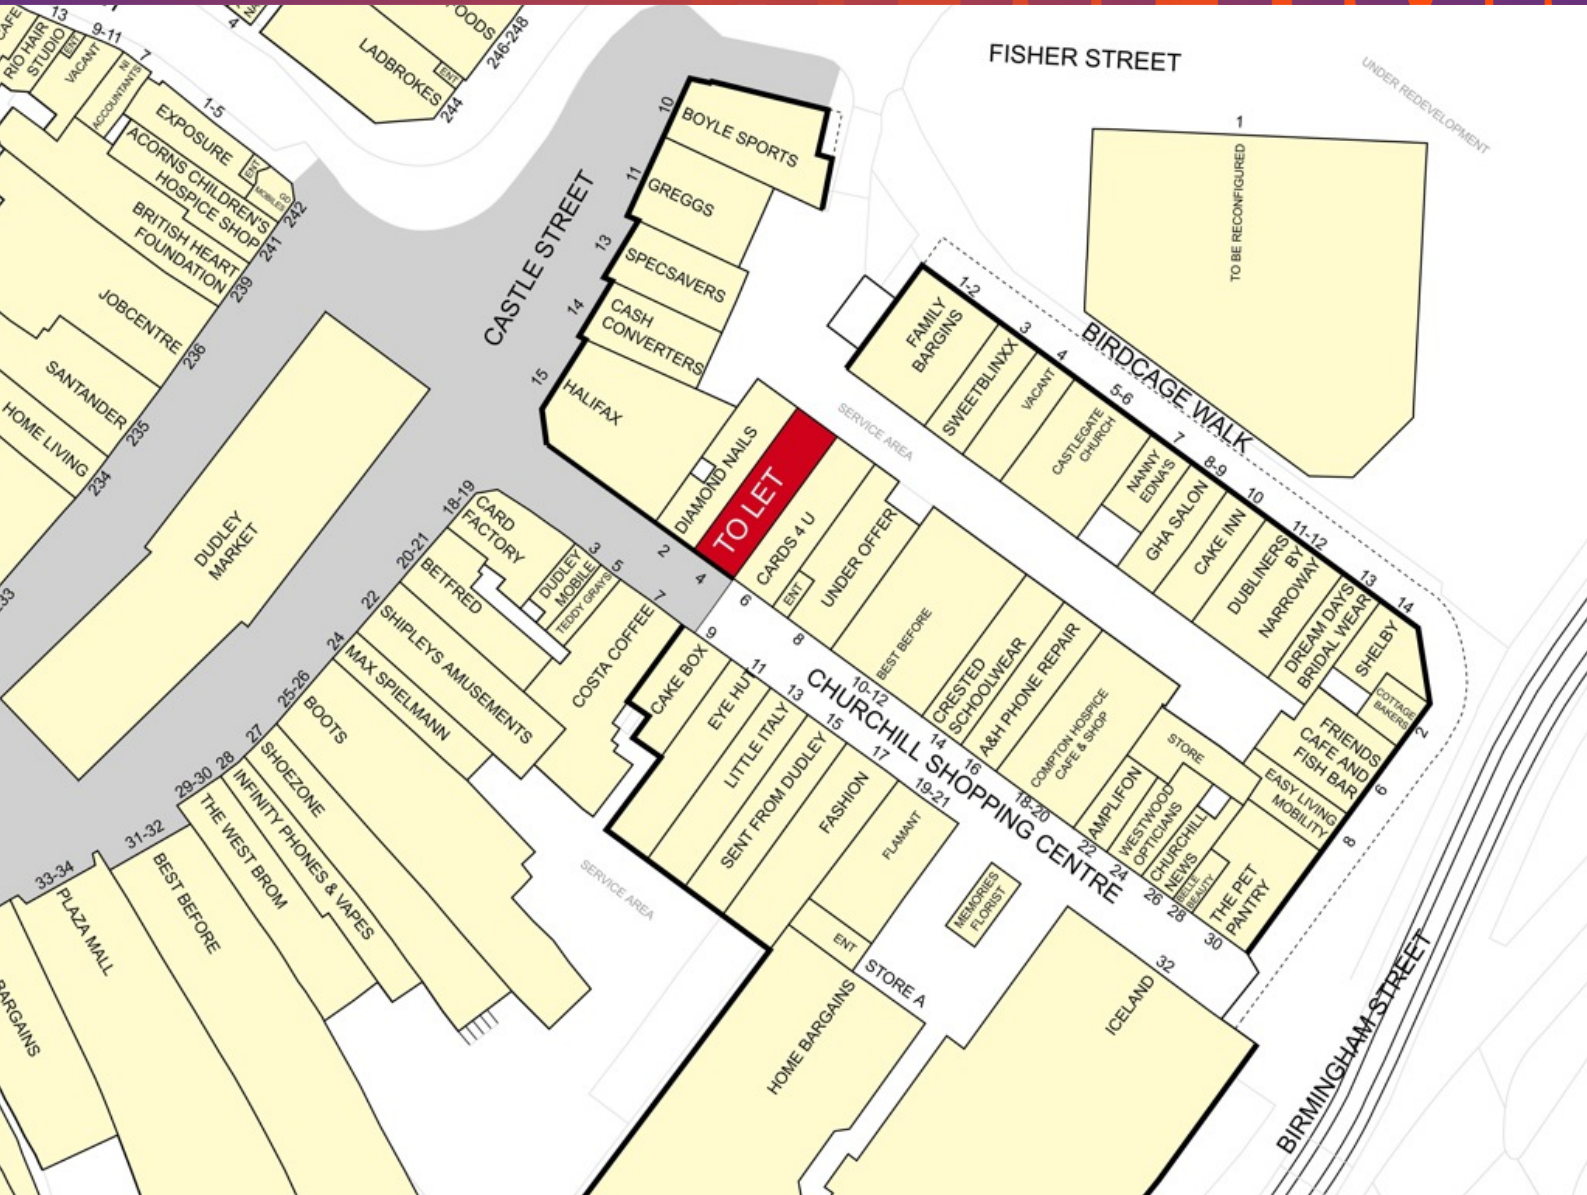 CAFE
RIO HAIR
STUDIO
ENT
VACANT
NI
ACCOUNTANTS
13
9-11
7
1-5
4
LADBROKES
ENT
244
246-248
EXPOSURE
ENT
GD
MOBILES
ACORNS CHILDREN'S
HOSPICE SHOP
BRITISH HEART
FOUNDATION
JOBCENTRE
SANTANDER
HOME LIVING
242
241
239
236
235
234
DUDLEY
MARKET
CASTLE STREET
10
11
13
14
15
BOYLE SPORTS
GREGGS
SPECSAVERS
CASH
CONVERTERS
HALIFAX
FISHER STREET
UNDER REDEVELOPMENT
1
TO BE RECONFIGURED
BIRDCAGE WALK
1-2
3
4
5-6
7
8-9
10
11-12
13
14
FAMILY
BARGINS
SWEETBLINXX
VACANT
CASTLEGATE
CHURCH
NANNY
EDNA'S
GHA SALON
CAKE INN
DUBLINERS
BY
NARROWAY
DREAM DAYS
BRIDAL WEAR
SHELBY
COTTAGE
BAKERS
2
FRIENDS
CAFE AND
FISH BAR
6
EASY LIVING
MOBILITY
8
SERVICE AREA
DIAMOND NAILS
TO LET
CARDS 4 U
ENT
UNDER OFFER
BEST BEFORE
CRESTED
SCHOOLWEAR
A&H PHONE REPAIR
COMPTON HOSPICE
CAFE & SHOP
STORE
AMPLIFON
WESTWOOD
OPTICIANS
CHURCHILL
NEWS
BELLE
BEAUTY
THE PET
PANTRY
2
4
6
8
10-12
14
16
18-20
22
24
26
28
30
32
CHURCHILL SHOPPING CENTRE
18-19
20-21
22
24
25-26
27
28
29-30
31-32
33-34
CARD
FACTORY
DUDLEY
MOBILE
TEDDY GRAYS
COSTA COFFEE
BETFRED
SHIPLEYS AMUSEMENTS
MAX SPIELMANN
BOOTS
SHOEZONE
INFINITY PHONES & VAPES
THE WEST BROM
BEST BEFORE
PLAZA MALL
BARGAINS
3
5
7
9
11
13
15
17
19-21
CAKE BOX
EYE HUT
LITTLE ITALY
SENT FROM DUDLEY
FASHION
FLAMANT
ENT
STORE A
MEMORIES
FLORIST
SERVICE AREA
HOME BARGAINS
ICELAND
BIRMINGHAM STREET